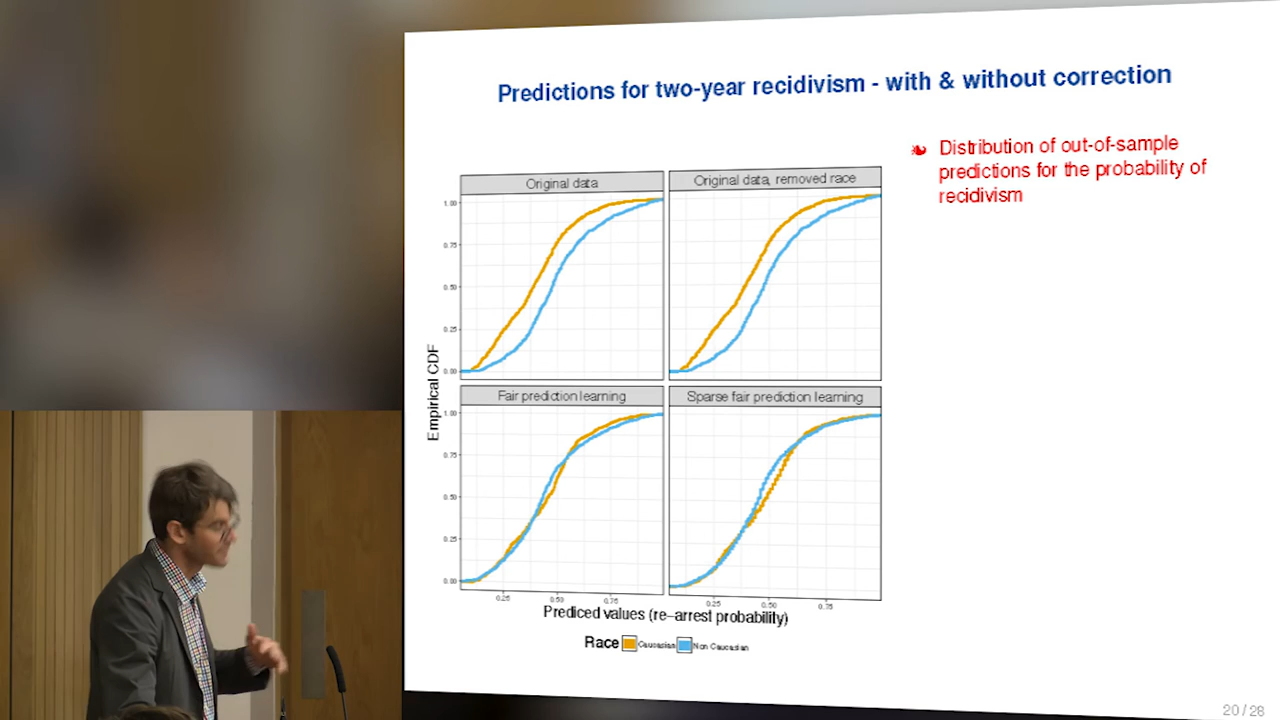 Predictions for two-year recidivism - with & without correction
Distribution of out-of-sample
predictions for the probability of
recidivism
Original data
Original data, removed race
1.00
0.75
0.50
0.25
0.00
Fair prediction learning
Sparse fair prediction learning
1.00
0.75
0.50
0.25
0.00
Empirical CDF
0.25 0.50 0.75
0.25 0.50 0.75
Prediced values (re-arrest probability)
Race Caucasian Non Caucasian
20 / 28